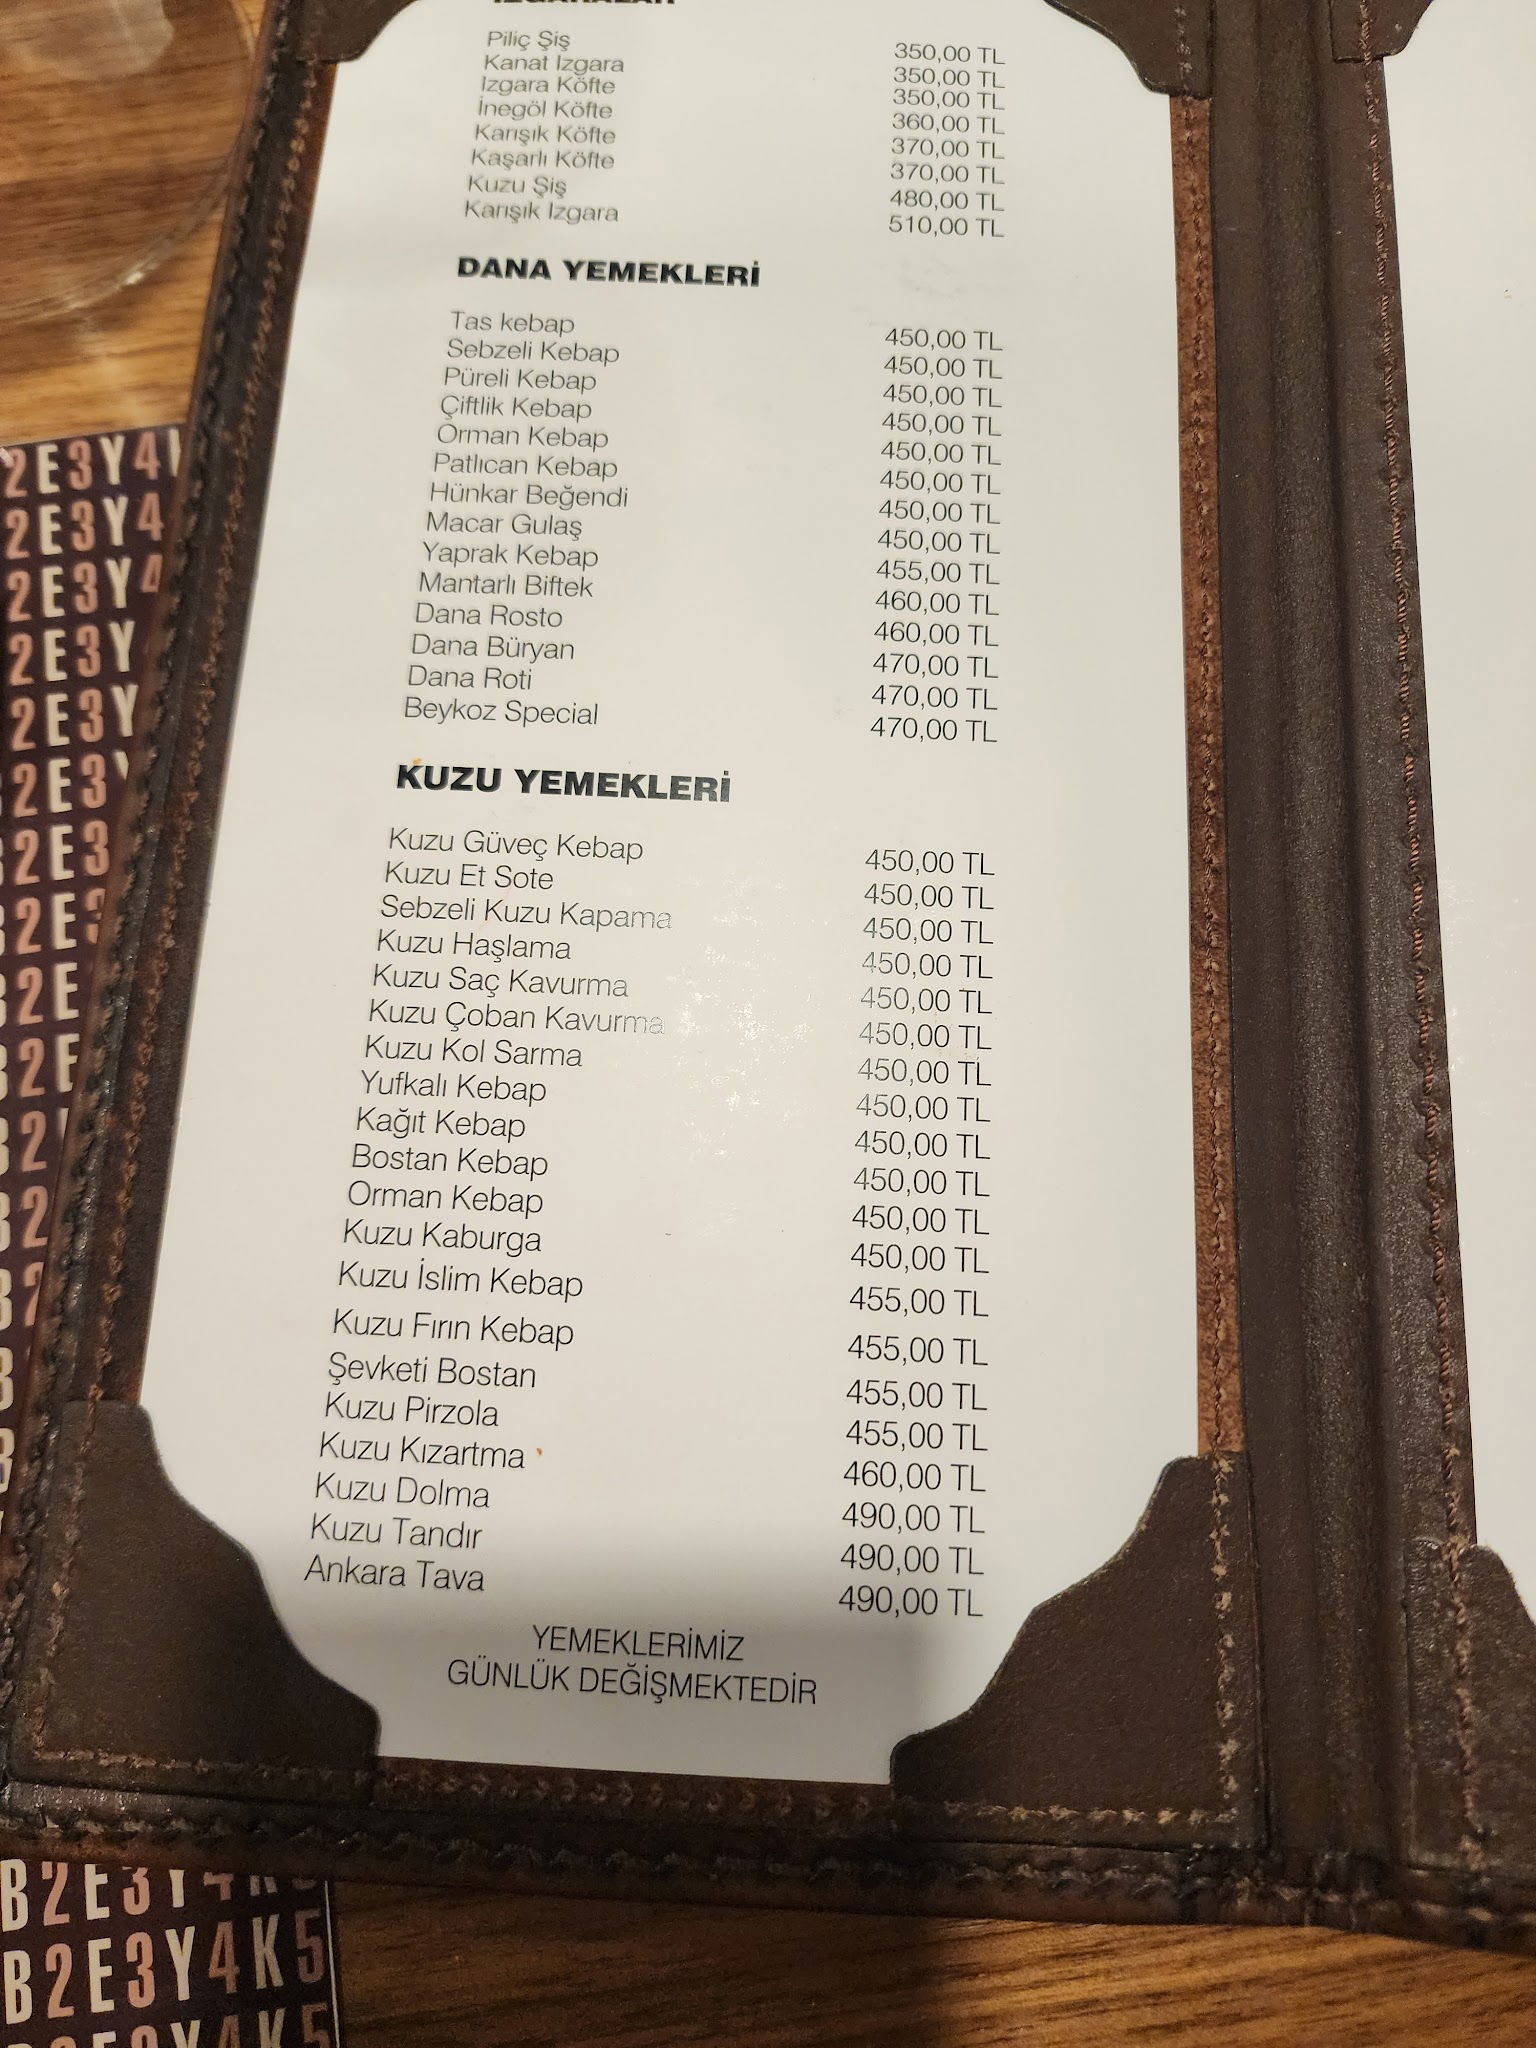 IZGARALAR
Piliç Şiş 350,00 TL
Kanat Izgara 350,00 TL
Izgara Köfte 350,00 TL
İnegöl Köfte 360,00 TL
Karışık Köfte 370,00 TL
Kaşarlı Köfte 370,00 TL
Kuzu Şiş 480,00 TL
Karışık Izgara 510,00 TL
DANA YEMEKLERİ
Tas kebap 450,00 TL
Sebzeli Kebap 450,00 TL
Püreli Kebap 450,00 TL
Çiftlik Kebap 450,00 TL
Orman Kebap 450,00 TL
Patlıcan Kebap 450,00 TL
Hünkar Beğendi 450,00 TL
Macar Gulaş 450,00 TL
Yaprak Kebap 455,00 TL
Mantarlı Biftek 460,00 TL
Dana Rosto 460,00 TL
Dana Büryan 470,00 TL
Dana Roti 470,00 TL
Beykoz Special 470,00 TL
KUZU YEMEKLERİ
Kuzu Güveç Kebap 450,00 TL
Kuzu Et Sote 450,00 TL
Sebzeli Kuzu Kapama 450,00 TL
Kuzu Haşlama 450,00 TL
Kuzu Saç Kavurma 450,00 TL
Kuzu Çoban Kavurma 450,00 TL
Kuzu Kol Sarma 450,00 TL
Yufkalı Kebap 450,00 TL
Kağıt Kebap 450,00 TL
Bostan Kebap 450,00 TL
Orman Kebap 450,00 TL
Kuzu Kaburga 450,00 TL
Kuzu İslim Kebap 455,00 TL
Kuzu Fırın Kebap 455,00 TL
Şevketi Bostan 455,00 TL
Kuzu Pirzola 455,00 TL
Kuzu Kızartma 460,00 TL
Kuzu Dolma 490,00 TL
Kuzu Tandır 490,00 TL
Ankara Tava 490,00 TL
YEMEKLERİMİZ
GÜNLÜK DEĞİŞMEKTEDİR
2E3Y4
2E3Y4
2E3Y4
2E3Y
2E3Y
2E3
2E3
2E
2E
B2E3Y4K5
B2E3Y4K5